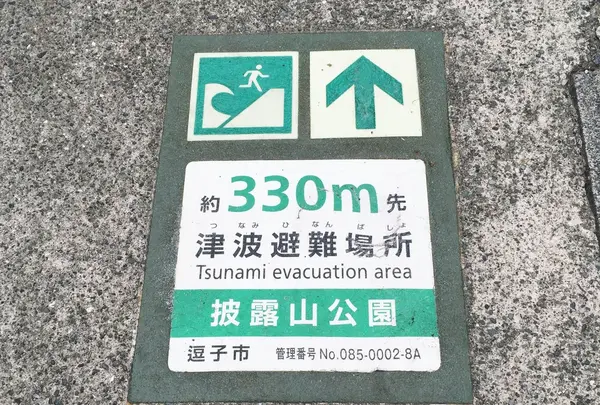 約330m先
つなみひなんばしょ
津波避難場所
Tsunami evacuation area
披露山公園
逗子市 管理番号 No.085-0002-8A